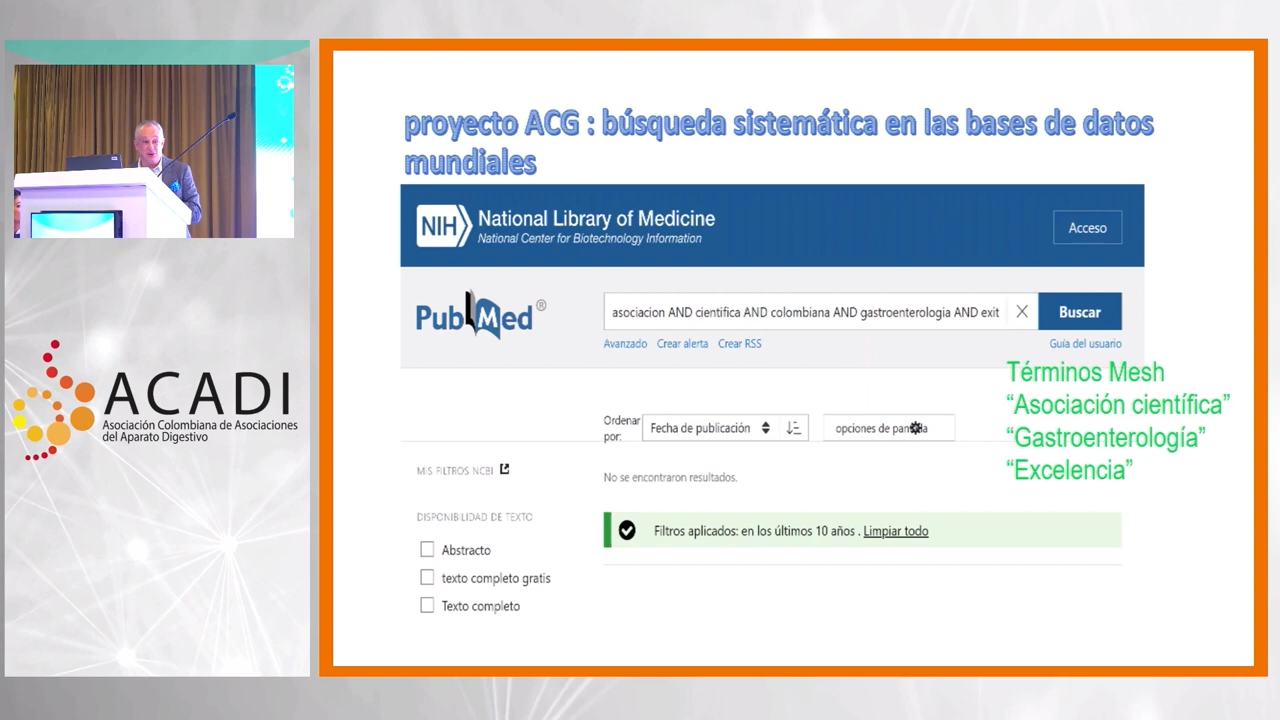 proyecto ACG : búsqueda sistemática en las bases de datos
mundiales
NIH
National Library of Medicine
National Center for Biotechnology Information
Acceso
PubMed®
asociacion AND cientifica AND colombiana AND gastroenterologia AND exit
Buscar
Avanzado Crear alerta Crear RSS
Guía del usuario
Términos Mesh
“Asociación científica”
“Gastroenterología”
“Excelencia”
Ordenar
por:
Fecha de publicación
opciones de pantalla
No se encontraron resultados.
MIS FILTROS NCBI
Filtros aplicados: en los últimos 10 años . Limpiar todo
DISPONIBILIDAD DE TEXTO
Abstracto
texto completo gratis
Texto completo
ACADI
Asociación Colombiana de Asociaciones
del Aparato Digestivo